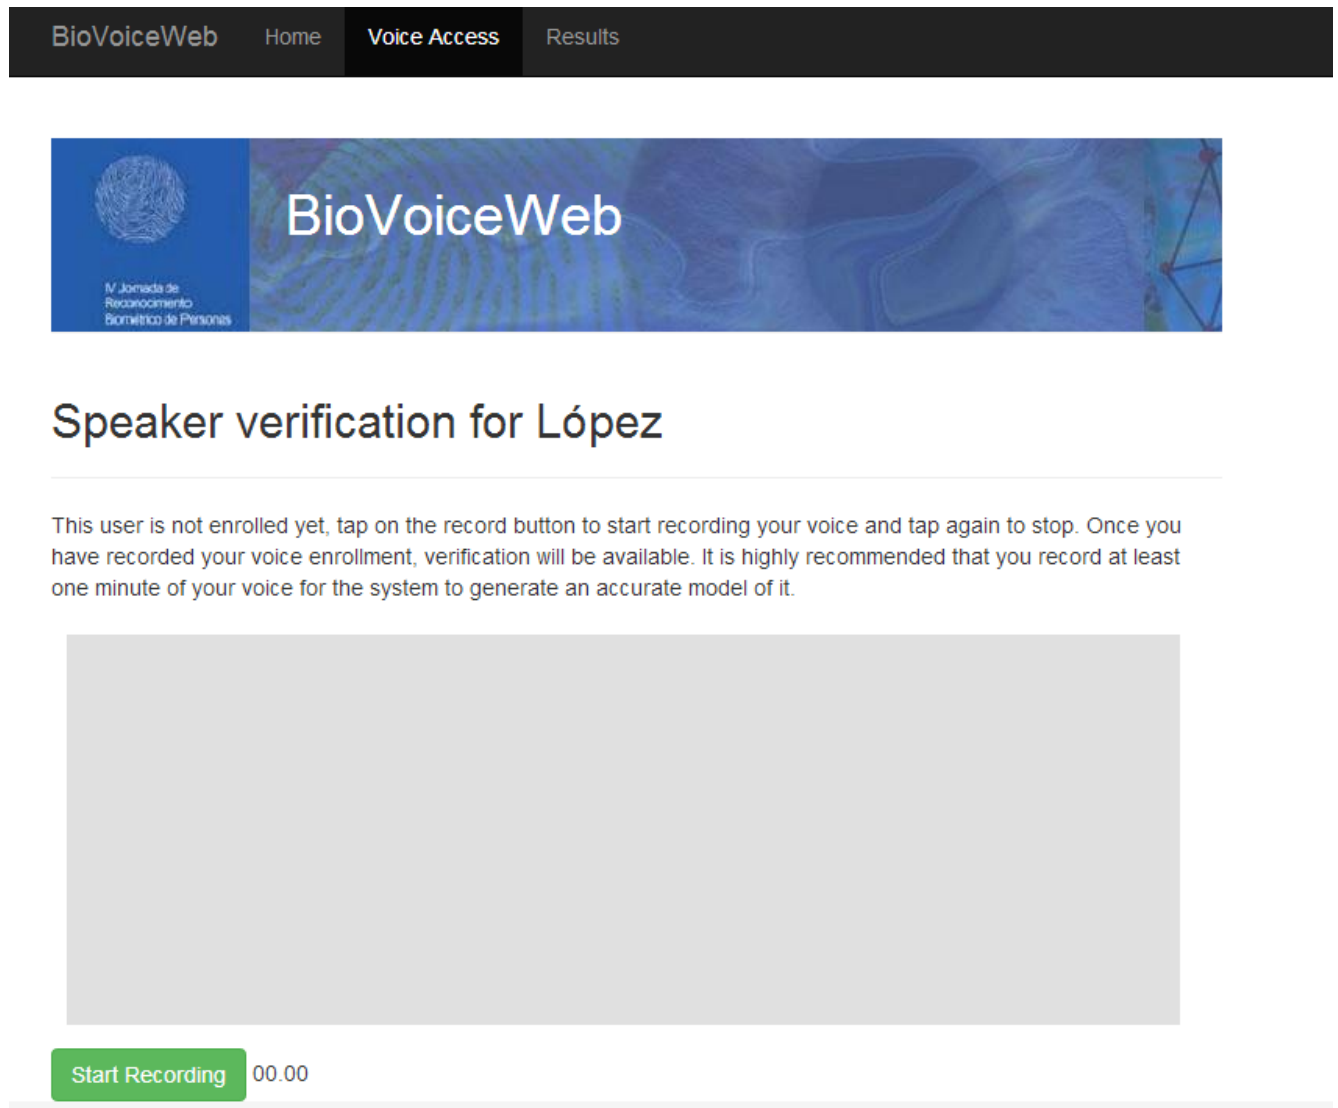 BioVoiceWeb Home Voice Access Results
BioVoiceWeb
IV Jornada de
Reconocimiento
Biométrico de Personas
Speaker verification for López
This user is not enrolled yet, tap on the record button to start recording your voice and tap again to stop. Once you
have recorded your voice enrollment, verification will be available. It is highly recommended that you record at least
one minute of your voice for the system to generate an accurate model of it.
Start Recording 00.00